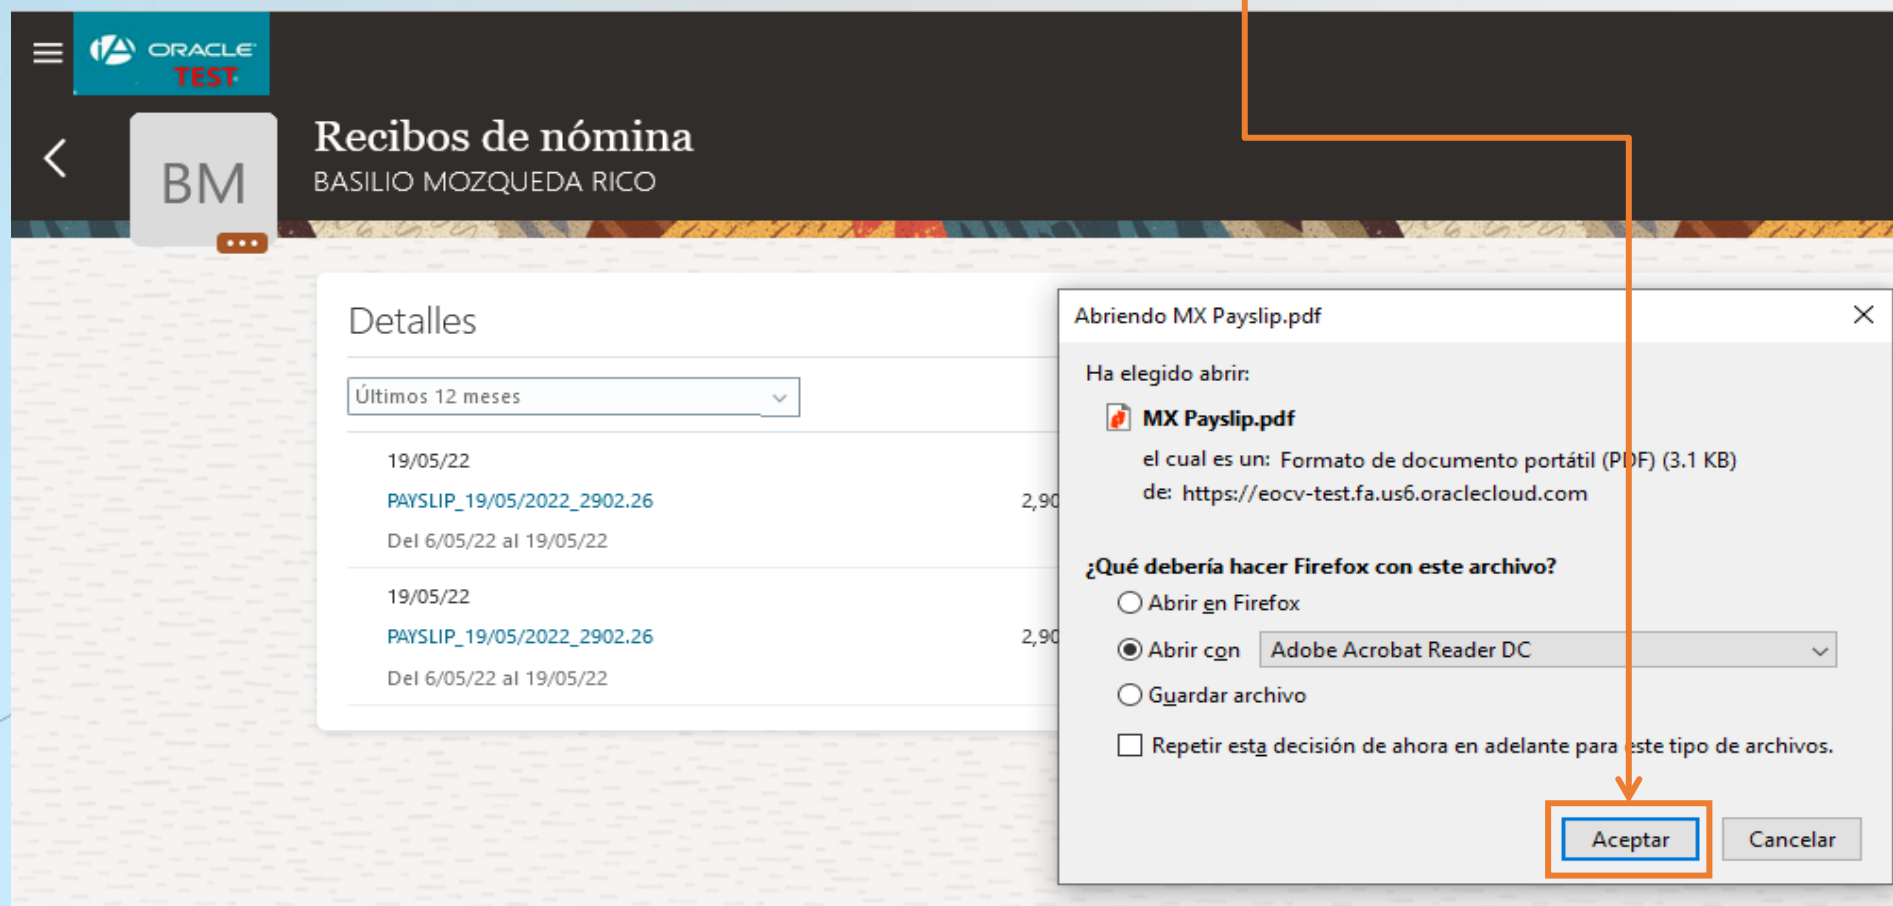 ORACLE
TEST
Recibos de nómina
BM
BASILIO MOZQUEDA RICO
Detalles
Últimos 12 meses
19/05/22
PAYSLIP_19/05/2022_2902.26
2,90
Del 6/05/22 al 19/05/22
19/05/22
PAYSLIP_19/05/2022_2902.26
2,90
Del 6/05/22 al 19/05/22
Abriendo MX Payslip.pdf
Ha elegido abrir:
MX Payslip.pdf
el cual es un: Formato de documento portátil (PDF) (3.1 KB)
de: https://eocv-test.fa.us6.oraclecloud.com
¿Qué debería hacer Firefox con este archivo?
Abrir en Firefox
Abrir con Adobe Acrobat Reader DC
Guardar archivo
Repetir esta decisión de ahora en adelante para este tipo de archivos.
Aceptar Cancelar